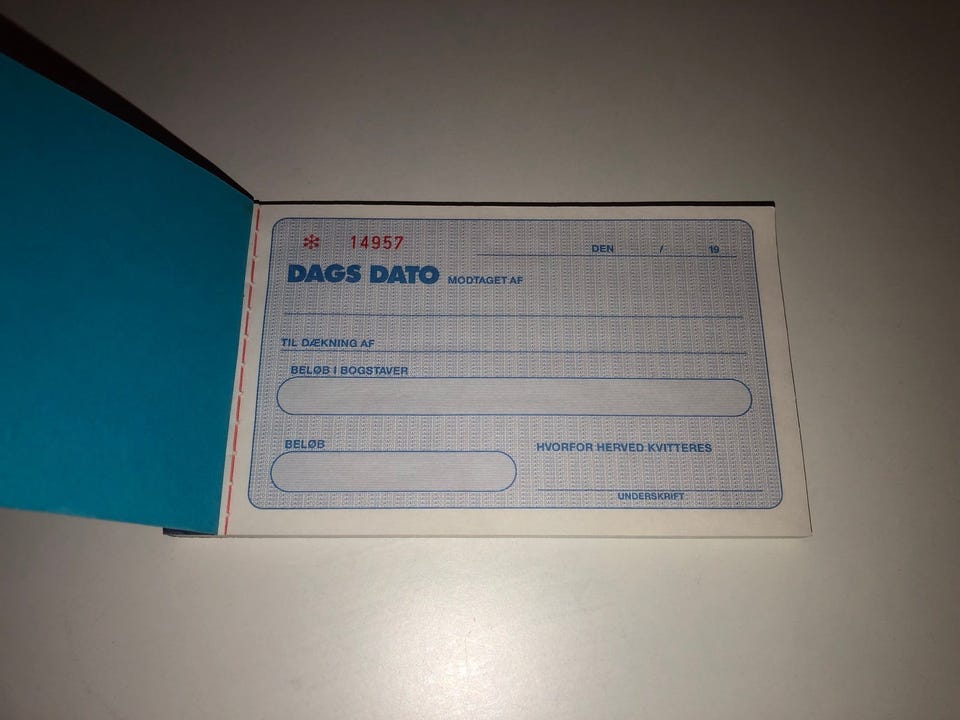 * 14957
DEN / 19
DAGS DATO MODTAGET AF
TIL DÆKNING AF
BELØB I BOGSTAVER
BELØB
HVORFOR HERVED KVITTERES
UNDERSKRIFT